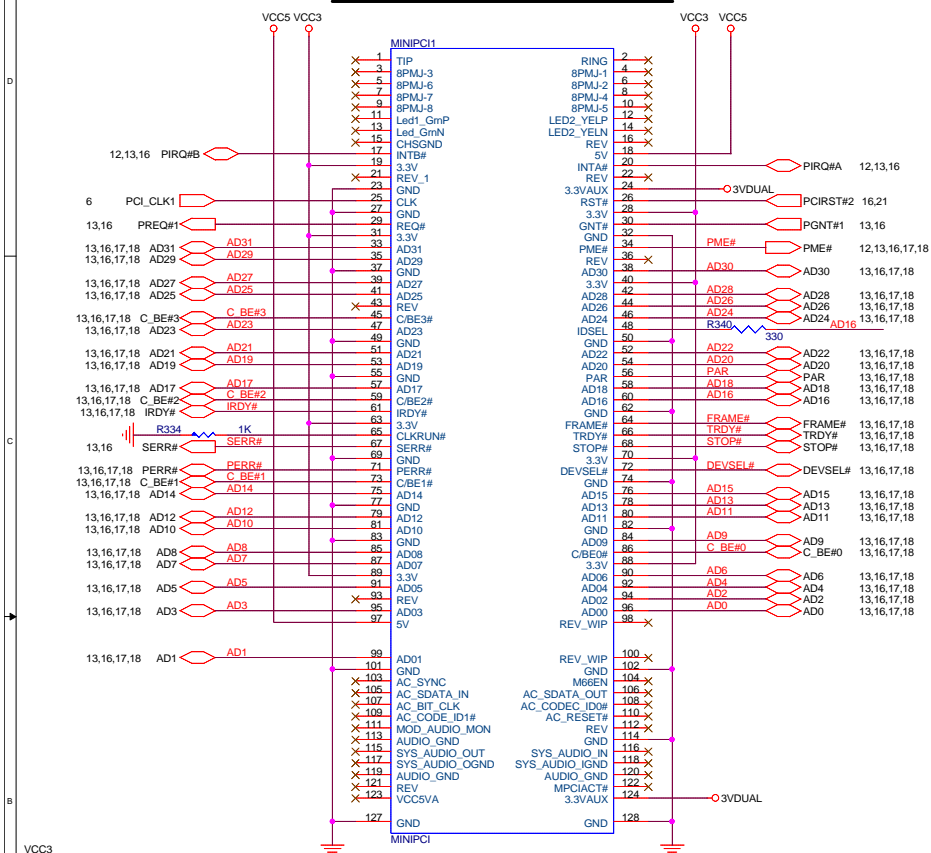 VCC5 VCC3 VCC3 VCC5
MINIPCI1
1 TIP RING 2
3 8PMJ-3 8PMJ-1 4
5 8PMJ-6 8PMJ-2 6
7 8PMJ-7 8PMJ-4 8
9 8PMJ-8 8PMJ-5 10
11 Led1_GrnP LED2_YELP 12
13 Led_GrnN LED2_YELN 14
15 CHSGND REV 16
12,13,16 PIRQ#B 17 INTB# 5V 18
19 3.3V INTA# 20 PIRQ#A 12,13,16
21 REV_1 REV 22
23 GND 3.3VAUX 24 3VDUAL
6 PCI_CLK1 25 CLK RST# 26 PCIRST#2 16,21
27 GND 3.3V 28
13,16 PREQ#1 29 REQ# GNT# 30 PGNT#1 13,16
31 3.3V GND 32
13,16,17,18 AD31 AD31 33 AD31 PME# 34 PME# PME# 12,13,16,17,18
13,16,17,18 AD29 AD29 35 AD29 REV 36
37 GND AD30 38 AD30 AD30 13,16,17,18
13,16,17,18 AD27 AD27 39 AD27 3.3V 40
13,16,17,18 AD25 AD25 41 AD25 AD28 42 AD28 AD28 13,16,17,18
43 REV AD26 44 AD26 AD26 13,16,17,18
13,16,17,18 C_BE#3 C_BE#3 45 C/BE3# AD24 46 AD24 AD24 13,16,17,18
13,16,17,18 AD23 AD23 47 AD23 IDSEL 48 R340 330 AD16
49 GND GND 50
13,16,17,18 AD21 AD21 51 AD21 AD22 52 AD22 AD22 13,16,17,18
13,16,17,18 AD19 AD19 53 AD19 AD20 54 AD20 AD20 13,16,17,18
55 GND PAR 56 PAR PAR 13,16,17,18
13,16,17,18 AD17 AD17 57 AD17 AD18 58 AD18 AD18 13,16,17,18
13,16,17,18 C_BE#2 C_BE#2 59 C/BE2# AD16 60 AD16 AD16 13,16,17,18
13,16,17,18 IRDY# IRDY# 61 IRDY# GND 62
63 3.3V FRAME# 64 FRAME# FRAME# 13,16,17,18
R334 1K 65 CLKRUN# TRDY# 66 TRDY# TRDY# 13,16,17,18
13,16 SERR# SERR# 67 SERR# STOP# 68 STOP# STOP# 13,16,17,18
69 GND 3.3V 70
13,16,17,18 PERR# PERR# 71 PERR# DEVSEL# 72 DEVSEL# DEVSEL# 13,16,17,18
13,16,17,18 C_BE#1 C_BE#1 73 C/BE1# GND 74
13,16,17,18 AD14 AD14 75 AD14 AD15 76 AD15 AD15 13,16,17,18
77 GND AD13 78 AD13 AD13 13,16,17,18
13,16,17,18 AD12 AD12 79 AD12 AD11 80 AD11 AD11 13,16,17,18
13,16,17,18 AD10 AD10 81 AD10 GND 82
83 GND AD09 84 AD9 AD9 13,16,17,18
13,16,17,18 AD8 AD8 85 AD08 C/BE0# 86 C_BE#0 C_BE#0 13,16,17,18
13,16,17,18 AD7 AD7 87 AD07 3.3V 88
89 3.3V AD06 90 AD6 AD6 13,16,17,18
13,16,17,18 AD5 AD5 91 AD05 AD04 92 AD4 AD4 13,16,17,18
93 REV AD02 94 AD2 AD2 13,16,17,18
13,16,17,18 AD3 AD3 95 AD03 AD00 96 AD0 AD0 13,16,17,18
97 5V REV_WIP 98
13,16,17,18 AD1 AD1 99 AD01 REV_WIP 100
101 GND GND 102
103 AC_SYNC M66EN 104
105 AC_SDATA_IN AC_SDATA_OUT 106
107 AC_BIT_CLK AC_CODEC_ID0# 108
109 AC_CODE_ID1# AC_RESET# 110
111 MOD_AUDIO_MON REV 112
113 AUDIO_GND GND 114
115 SYS_AUDIO_OUT SYS_AUDIO_IN 116
117 SYS_AUDIO_OGND SYS_AUDIO_IGND 118
119 AUDIO_GND AUDIO_GND 120
121 REV MPCIACT# 122
123 VCC5VA 3.3VAUX 124 3VDUAL
127 GND GND 128
MINIPCI
VCC3
D
C
B